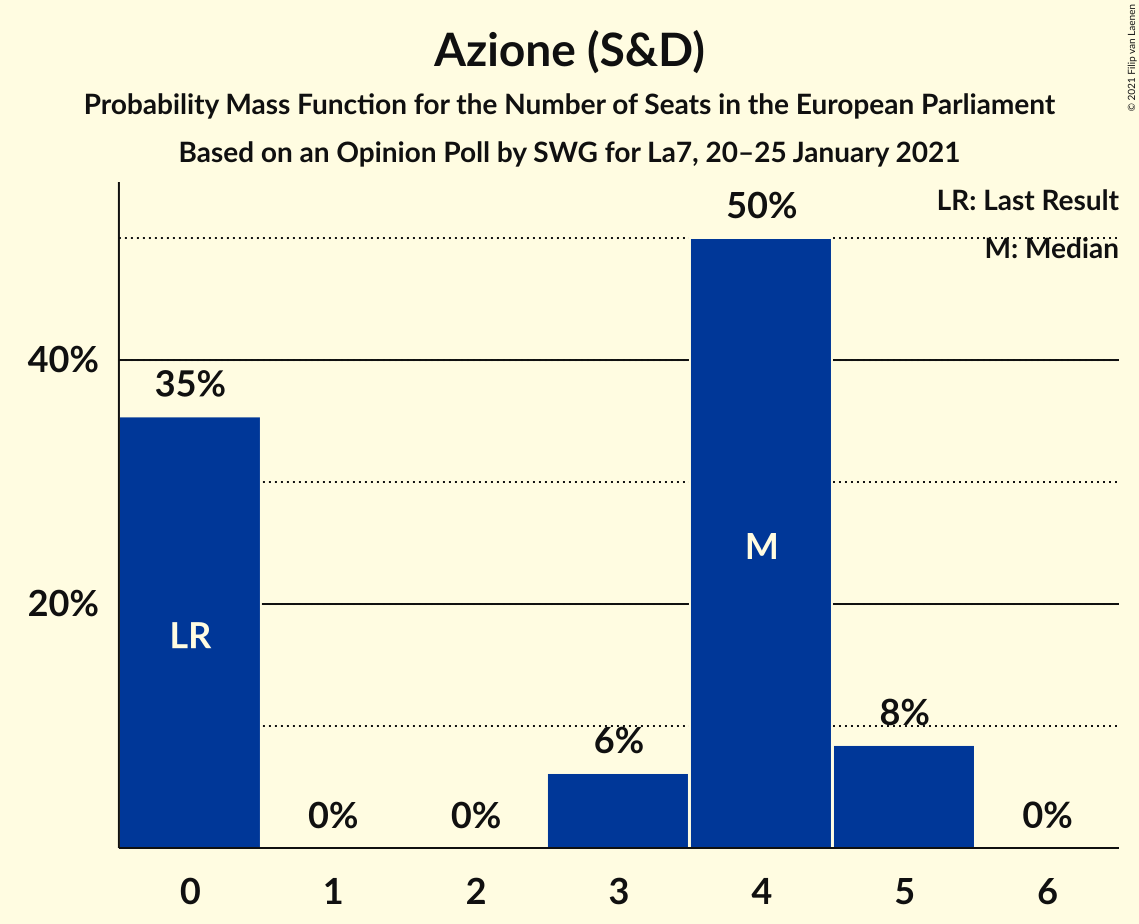 Azione (S&D)
Probability Mass Function for the Number of Seats in the European Parliament
Based on an Opinion Poll by SWG for La7, 20–25 January 2021
© 2021 Filip van Laenen
LR: Last Result
M: Median
50%
40%
35%
M
20%
LR
8%
6%
0%
0%
0%
0
1
2
3
4
5
6